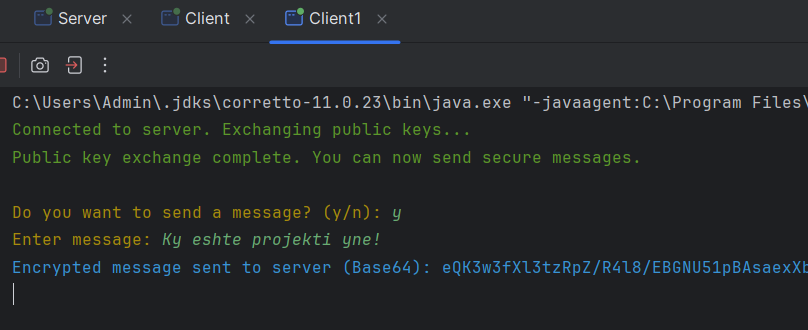 Server Client Client1
C:\Users\Admin\.jdks\corretto-11.0.23\bin\java.exe "-javaagent:C:\Program Files\
Connected to server. Exchanging public keys...
Public key exchange complete. You can now send secure messages.
Do you want to send a message? (y/n): y
Enter message: Ky eshte projekti yne!
Encrypted message sent to server (Base64): eQK3w3fXl3tzRpZ/R4l8/EBGNU51pBAsaexXb